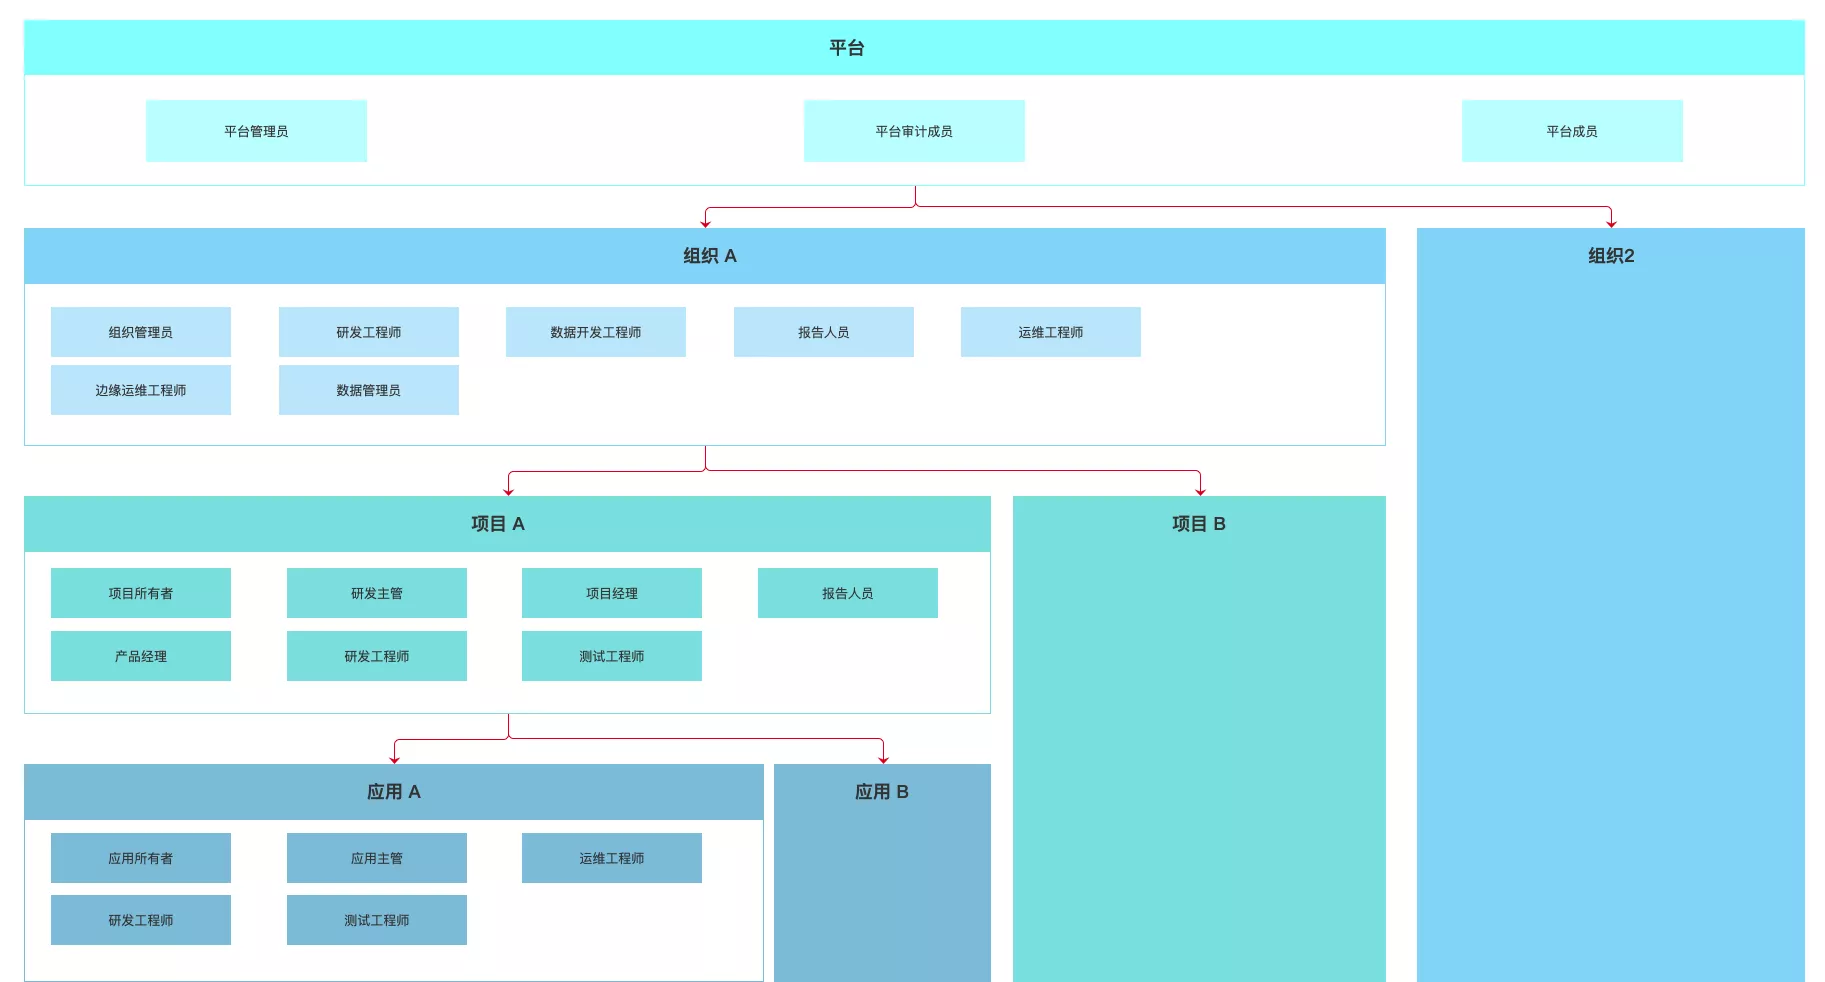 平台
平台管理员
平台审计成员
平台成员
组织 A
组织2
组织管理员
研发工程师
数据开发工程师
报告人员
运维工程师
边缘运维工程师
数据管理员
项目 A
项目 B
项目所有者
研发主管
项目经理
报告人员
产品经理
研发工程师
测试工程师
应用 A
应用 B
应用所有者
应用主管
运维工程师
研发工程师
测试工程师